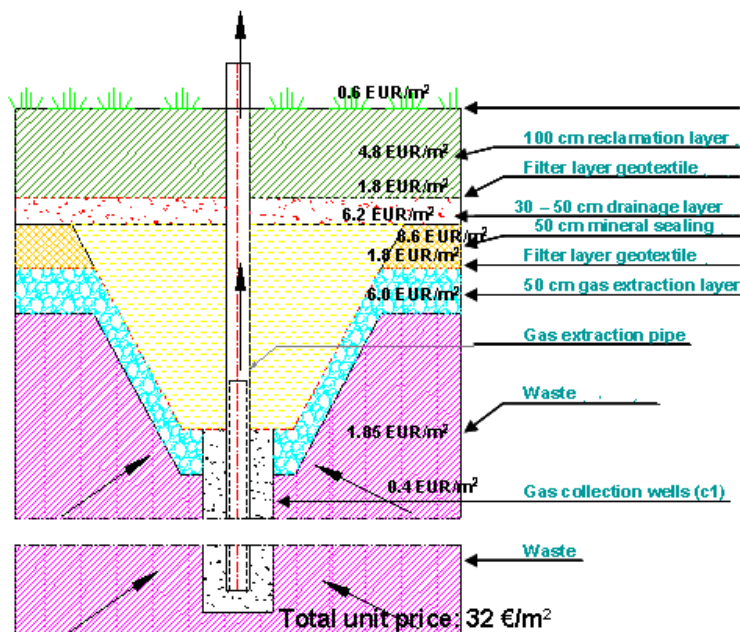 0.6 EUR/m²
100 cm reclamation layer
4.8 EUR/m²
Filter layer geotextile
1.8 EUR/m²
30 – 50 cm drainage layer
6.2 EUR/m²
50 cm mineral sealing
8.6 EUR/m²
1.8 EUR/m²
Filter layer geotextile
50 cm gas extraction layer
6.0 EUR/m²
Gas extraction pipe
Waste
1.85 EUR/m²
0.4 EUR/m²
Gas collection wells (c1)
Waste
Total unit price: 32 €/m²